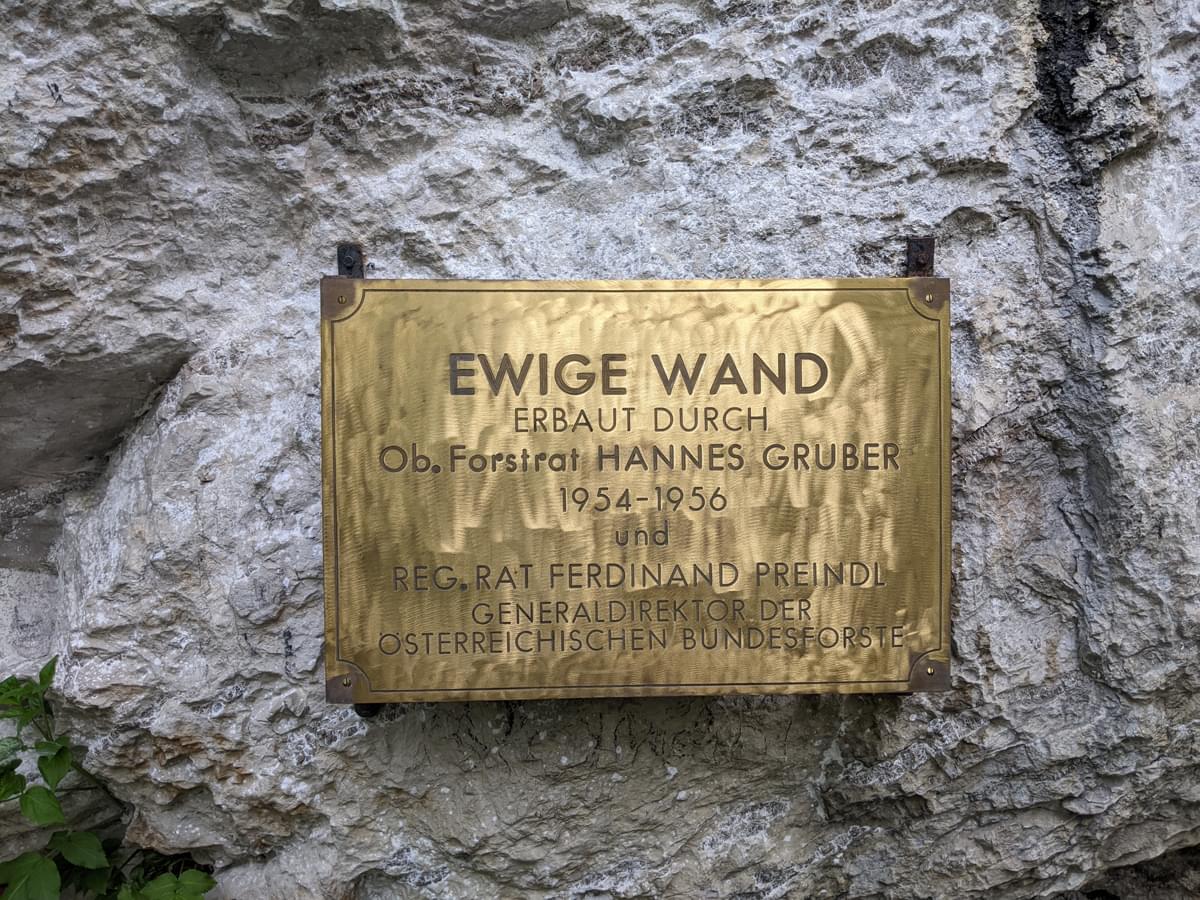 EWIGE WAND
ERBAUT DURCH
Ob. Forstrat HANNES GRUBER
1954-1956
und
REG. RAT FERDINAND PREINDL
GENERALDIREKTOR DER
ÖSTERREICHISCHEN BUNDESFORSTE